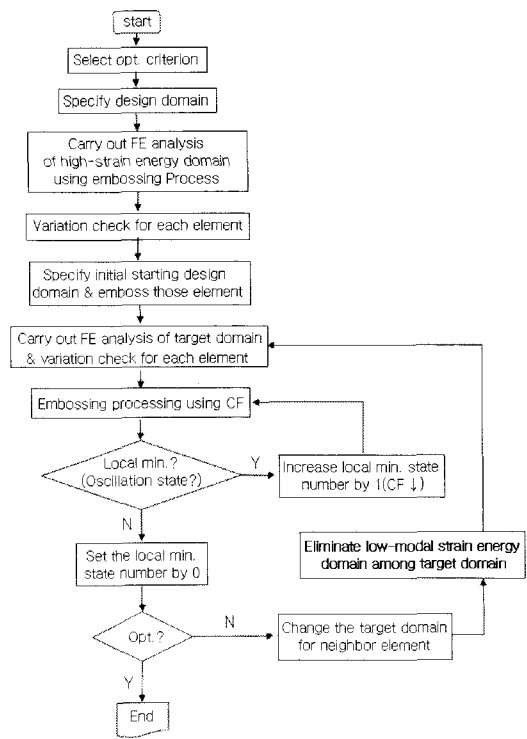 start
Select opt. criterion
Specify design domain
Carry out FE analysis
of high-strain energy domain
using embossing Process
Variation check for each element
Specify initial starting design
domain & emboss those element
Carry out FE analysis of target domain
& variation check for each element
Embossing processing using CF
Local min.?
(Oscillation state?)
Y
Increase local min. state
number by 1(CF ↓)
N
Set the local min.
state number by 0
Eliminate low-modal strain energy
domain among target domain
Opt.?
N
Change the target domain
for neighbor element
Y
End